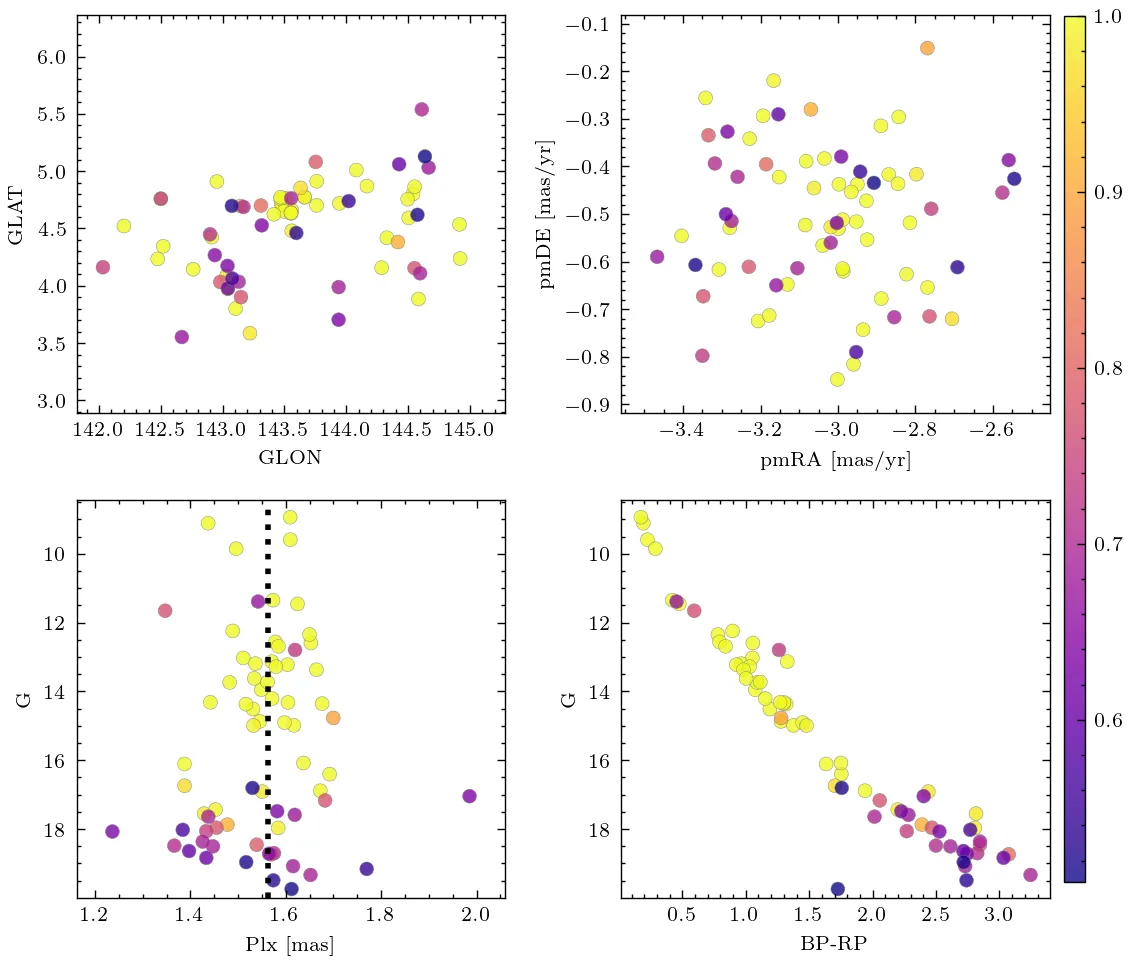 6.0
5.5
5.0
4.5
4.0
3.5
3.0
GLAT
142.0 142.5 143.0 143.5 144.0 144.5 145.0
GLON
−0.1
−0.2
−0.3
−0.4
−0.5
−0.6
−0.7
−0.8
−0.9
pmDE [mas/yr]
−3.4 −3.2 −3.0 −2.8 −2.6
pmRA [mas/yr]
10
12
14
16
18
G
1.2 1.4 1.6 1.8 2.0
Plx [mas]
10
12
14
16
18
G
0.5 1.0 1.5 2.0 2.5 3.0
BP-RP
1.0
0.9
0.8
0.7
0.6